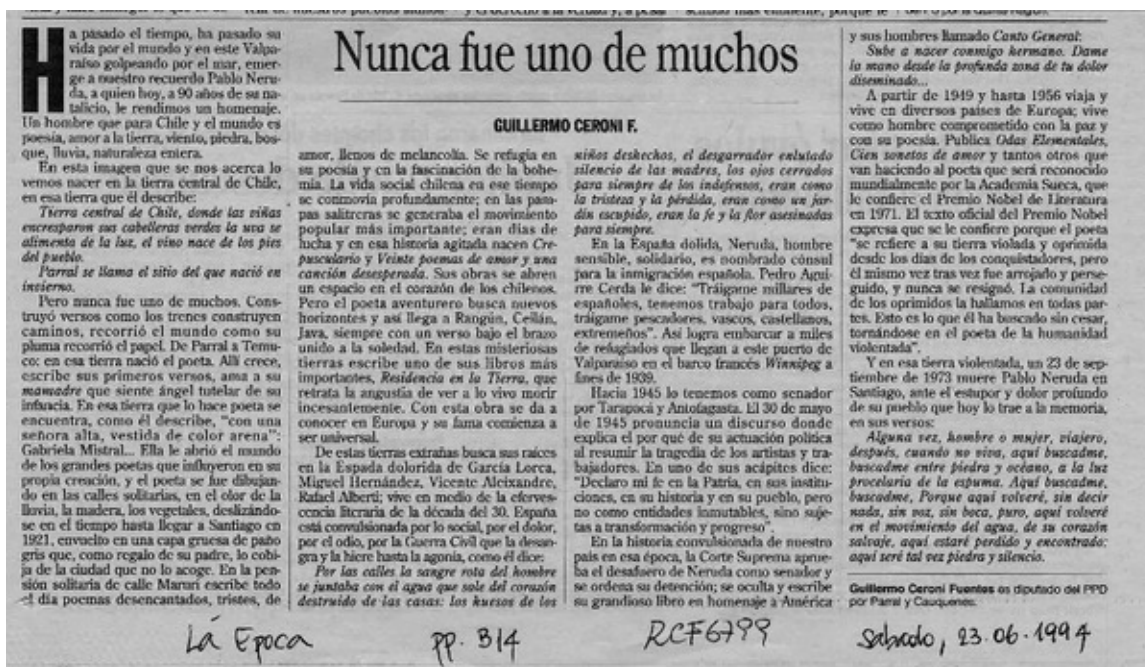 Nunca fue uno de muchos
GUILLERMO CERONI F.
Ha pasado el tiempo, ha pasado su
vida por el mundo y en este Valpa-
raíso golpeando por el mar, emer-
ge a nuestro recuerdo Pablo Neru-
da, a quien hoy, a 90 años de su na-
talicio, le rendimos un homenaje.
Un hombre que para Chile y el mundo es
poesía, amor a la tierra, viento, piedra, bos-
que, lluvia, naturaleza entera.
En esta imagen que se nos acerca lo
vemos nacer en la tierra central de Chile,
en esa tierra que él describe:
Tierra central de Chile, donde las viñas
encresparon sus cabelleras verdes la uva se
alimenta de la luz, el vino nace de los pies
del pueblo.
Parral se llama el sitio del que nació en
invierno.
Pero nunca fue uno de muchos. Cons-
truyó versos como los trenes construyen
caminos, recorrió el mundo como su
pluma recorrió el papel. De Parral a Temu-
co: en esa tierra nació el poeta. Allí crece,
escribe sus primeros versos, ama a su
mamadre que siente ángel tutelar de su
infancia. En esa tierra que lo hace poeta se
encuentra, como él describe, "con una
señora alta, vestida de color arena":
Gabriela Mistral... Ella le abrió el mundo
de los grandes poetas que influyeron en su
propia creación, y el poeta se fue dibujan-
do en las calles solitarias, en el olor de la
lluvia, la madera, los vegetales, deslizándo-
se en el tiempo hasta llegar a Santiago en
1921, envuelto en una capa gruesa de paño
gris que, como regalo de su padre, lo cobi-
ja de la ciudad que no lo acoge. En la pen-
sión solitaria de calle Maruri escribe todo
el día poemas desencantados, tristes, de
amor, llenos de melancolía. Se refugia en
su poesía y en la fascinación de la bohe-
mia. La vida social chilena en ese tiempo
se conmovía profundamente; en las pam-
pas salitreras se generaba el movimiento
popular más importante; eran días de
lucha y en esa historia agitada nacen Cre-
pusculario y Veinte poemas de amor y una
canción desesperada. Sus obras se abren
un espacio en el corazón de los chilenos.
Pero el poeta aventurero busca nuevos
horizontes y así llega a Rangún, Ceilán,
Java, siempre con un verso bajo el brazo
unido a la soledad. En estas misteriosas
tierras escribe uno de sus libros más
importantes, Residencia en la Tierra, que
retrata la angustia de ver a lo vivo morir
incesantemente. Con esta obra se da a
conocer en Europa y su fama comienza a
ser universal.
De estas tierras extrañas busca sus raíces
en la Espada dolorida de García Lorca,
Miguel Hernández, Vicente Aleixandre,
Rafael Alberti; vive en medio de la eferves-
cencia literaria de la década del 30. España
está convulsionada por lo social, por el dolor,
por el odio, por la Guerra Civil que la desan-
gra y la hiere hasta la agonía, como él dice:
Por las calles la sangre rota del hombre
se juntaba con el agua que sale del corazón
destruido de las casas: los huesos de los
niños deshechos, el desgarrador enlutado
silencio de las madres, los ojos cerrados
para siempre de los indefensos, eran como
la tristeza y la pérdida, eran como un jar-
dín escupido, eran la fe y la flor asesinadas
para siempre.
En la España dolida, Neruda, hombre
sensible, solidario, es nombrado cónsul
para la inmigración española. Pedro Agui-
rre Cerda le dice: "Tráigame millares de
españoles, tenemos trabajo para todos,
tráigame pescadores, vascos, castellanos,
extremeños". Así logra embarcar a miles
de refugiados que llegan a este puerto de
Valparaíso en el barco francés Winnipeg a
fines de 1939.
Hacia 1945 lo tenemos como senador
por Tarapacá y Antofagasta. El 30 de mayo
de 1945 pronuncia un discurso donde
explica el por qué de su actuación política
al resumir la tragedia de los artistas y tra-
bajadores. En uno de sus acápites dice:
"Declaro mi fe en la Patria, en sus institu-
ciones, en su historia y en su pueblo, pero
no como entidades inmutables, sino suje-
tas a transformación y progreso".
En la historia convulsionada de nuestro
país en esa época, la Corte Suprema aprue-
ba el desafuero de Neruda como senador y
se ordena su detención; se oculta y escribe
su grandioso libro en homenaje a América
y sus hombres llamado Canto General:
Sube a nacer conmigo hermano. Dame
la mano desde la profunda zona de tu dolor
diseminado...
A partir de 1949 y hasta 1956 viaja y
vive en diversos países de Europa; vive
como hombre comprometido con la paz y
con su poesía. Publica Odas Elementales,
Cien sonetos de amor y tantos otros que
van haciendo al poeta que será reconocido
mundialmente por la Academia Sueca, que
le confiere el Premio Nobel de Literatura
en 1971. El texto oficial del Premio Nobel
expresa que se le confiere porque el poeta
"se refiere a su tierra violada y oprimida
desde los días de los conquistadores, pero
él mismo vez tras vez fue arrojado y perse-
guido, y nunca se resignó. La comunidad
de los oprimidos la hallamos en todas par-
tes. Esto es lo que él ha buscado sin cesar,
tornándose en el poeta de la humanidad
violentada".
Y en esa tierra violentada, un 23 de sep-
tiembre de 1973 muere Pablo Neruda en
Santiago, ante el estupor y dolor profundo
de su pueblo que hoy lo trae a la memoria,
en sus versos:
Alguna vez, hombre o mujer, viajero,
después, cuando no viva, aquí buscadme,
buscadme entre piedra y océano, a la luz
procelaria de la espuma. Aquí buscadme,
buscadme, Porque aquí volveré, sin decir
nada, sin voz, sin boca, puro, aquí volveré
en el movimiento del agua, de su corazón
salvaje, aquí estaré perdido y encontrado:
aquí seré tal vez piedra y silencio.
Guillermo Ceroni Fuentes es diputado del PPD
por Parral y Cauquenes.
La Epoca pp. B14 RCF6799 Sabado, 23.06.1994